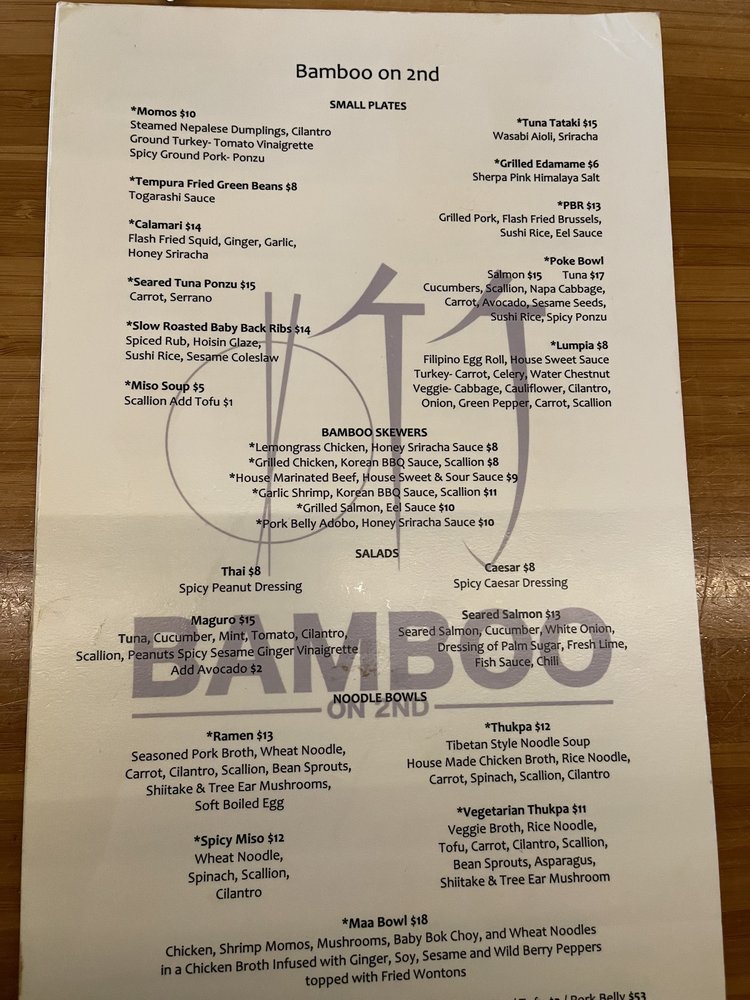 Bamboo on 2nd
SMALL PLATES
*Momos $10
Steamed Nepalese Dumplings, Cilantro
Ground Turkey- Tomato Vinaigrette
Spicy Ground Pork- Ponzu
*Tempura Fried Green Beans $8
Togarashi Sauce
*Calamari $14
Flash Fried Squid, Ginger, Garlic,
Honey Sriracha
*Seared Tuna Ponzu $15
Carrot, Serrano
*Slow Roasted Baby Back Ribs $14
Spiced Rub, Hoisin Glaze,
Sushi Rice, Sesame Coleslaw
*Miso Soup $5
Scallion Add Tofu $1
*Tuna Tataki $15
Wasabi Aioli, Sriracha
*Grilled Edamame $6
Sherpa Pink Himalaya Salt
*PBR $13
Grilled Pork, Flash Fried Brussels,
Sushi Rice, Eel Sauce
*Poke Bowl
Salmon $15 Tuna $17
Cucumbers, Scallion, Napa Cabbage,
Carrot, Avocado, Sesame Seeds,
Sushi Rice, Spicy Ponzu
*Lumpia $8
Filipino Egg Roll, House Sweet Sauce
Turkey- Carrot, Celery, Water Chestnut
Veggie- Cabbage, Cauliflower, Cilantro,
Onion, Green Pepper, Carrot, Scallion
BAMBOO SKEWERS
*Lemongrass Chicken, Honey Sriracha Sauce $8
*Grilled Chicken, Korean BBQ Sauce, Scallion $8
*House Marinated Beef, House Sweet & Sour Sauce $9
*Garlic Shrimp, Korean BBQ Sauce, Scallion $11
*Grilled Salmon, Eel Sauce $10
*Pork Belly Adobo, Honey Sriracha Sauce $10
SALADS
Thai $8
Spicy Peanut Dressing
Caesar $8
Spicy Caesar Dressing
Maguro $15
Tuna, Cucumber, Mint, Tomato, Cilantro,
Scallion, Peanuts Spicy Sesame Ginger Vinaigrette
Add Avocado $2
Seared Salmon $13
Seared Salmon, Cucumber, White Onion,
Dressing of Palm Sugar, Fresh Lime,
Fish Sauce, Chili
BAMBOO
ON 2ND
NOODLE BOWLS
*Ramen $13
Seasoned Pork Broth, Wheat Noodle,
Carrot, Cilantro, Scallion, Bean Sprouts,
Shiitake & Tree Ear Mushrooms,
Soft Boiled Egg
*Spicy Miso $12
Wheat Noodle,
Spinach, Scallion,
Cilantro
*Thukpa $12
Tibetan Style Noodle Soup
House Made Chicken Broth, Rice Noodle,
Carrot, Spinach, Scallion, Cilantro
*Vegetarian Thukpa $11
Veggie Broth, Rice Noodle,
Tofu, Carrot, Cilantro, Scallion,
Bean Sprouts, Asparagus,
Shiitake & Tree Ear Mushroom
*Maa Bowl $18
Chicken, Shrimp Momos, Mushrooms, Baby Bok Choy, and Wheat Noodles
in a Chicken Broth Infused with Ginger, Soy, Sesame and Wild Berry Peppers
topped with Fried Wontons
/ Pork Belly $53